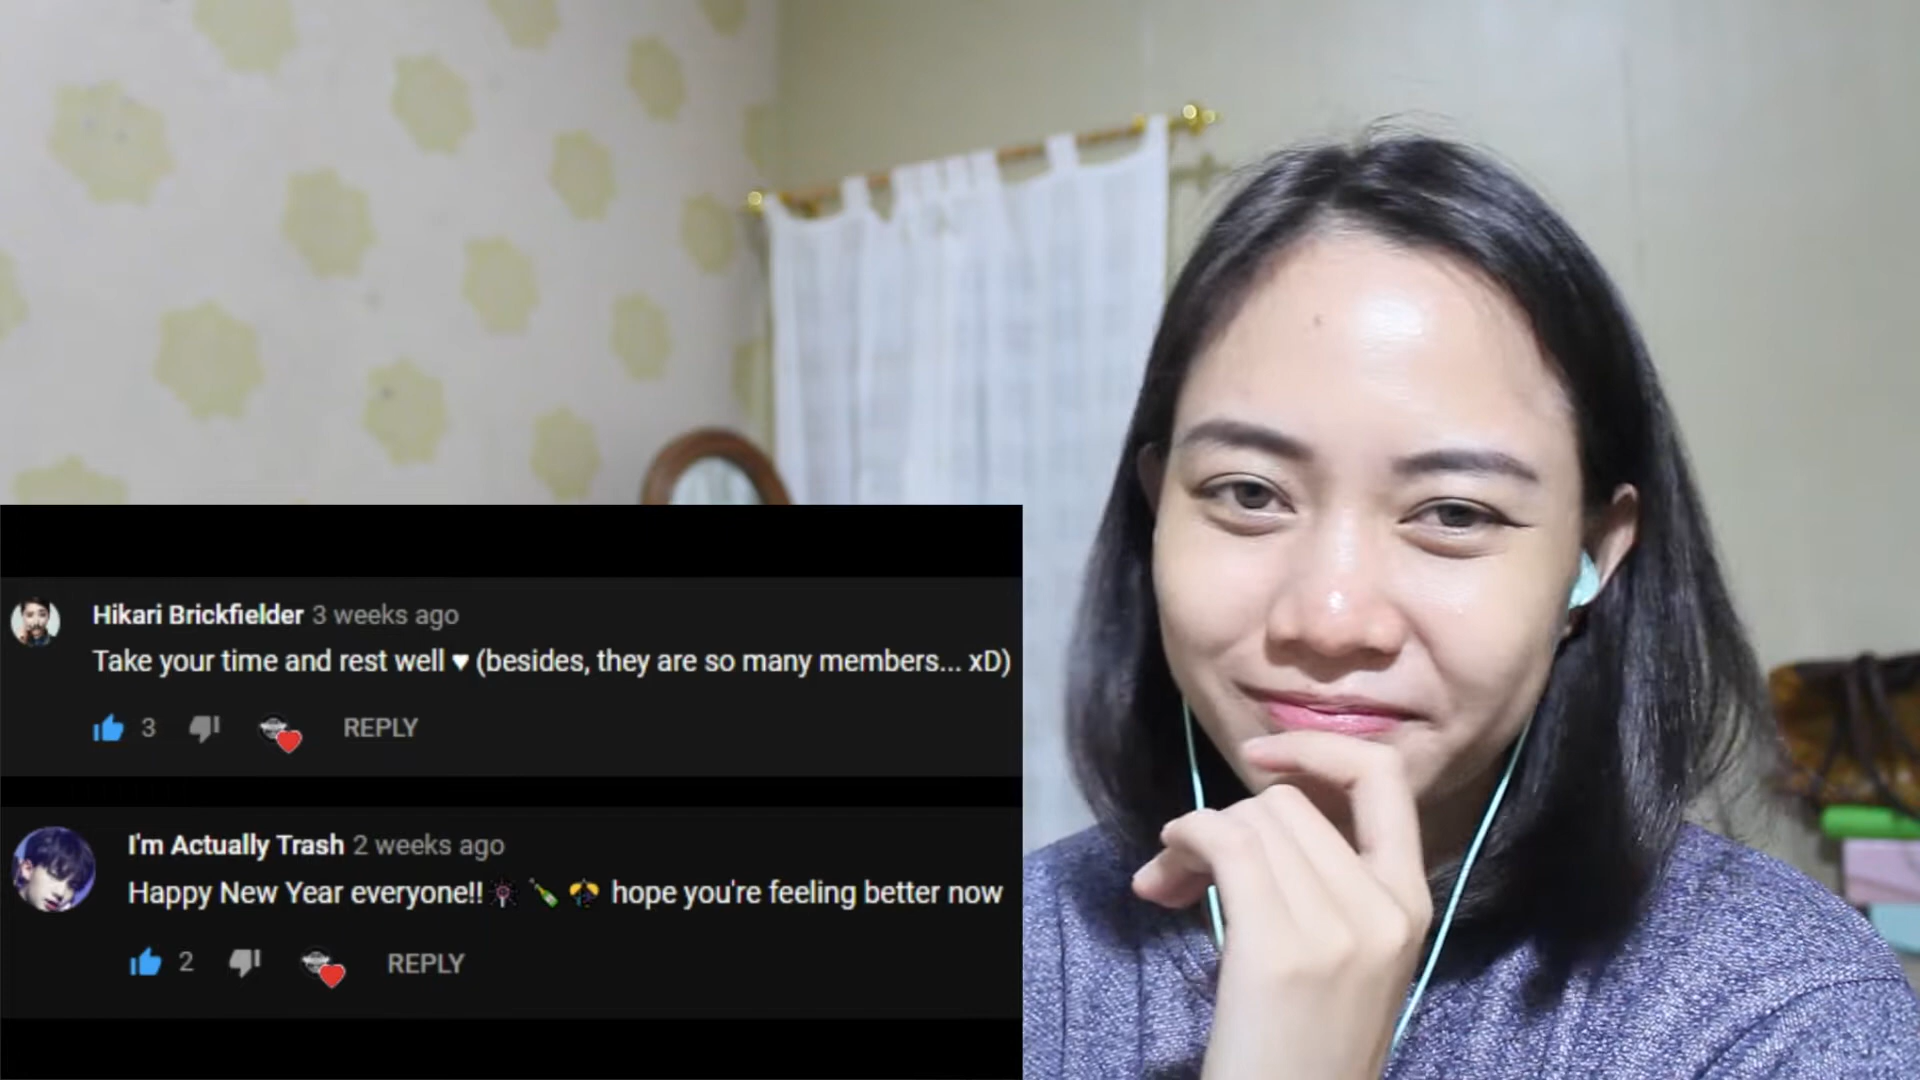 Hikari Brickfielder 3 weeks ago
Take your time and rest well ♥ (besides, they are so many members... xD)
3 REPLY
I'm Actually Trash 2 weeks ago
Happy New Year everyone!! 🎆 🍾 🎊 hope you're feeling better now
2 REPLY